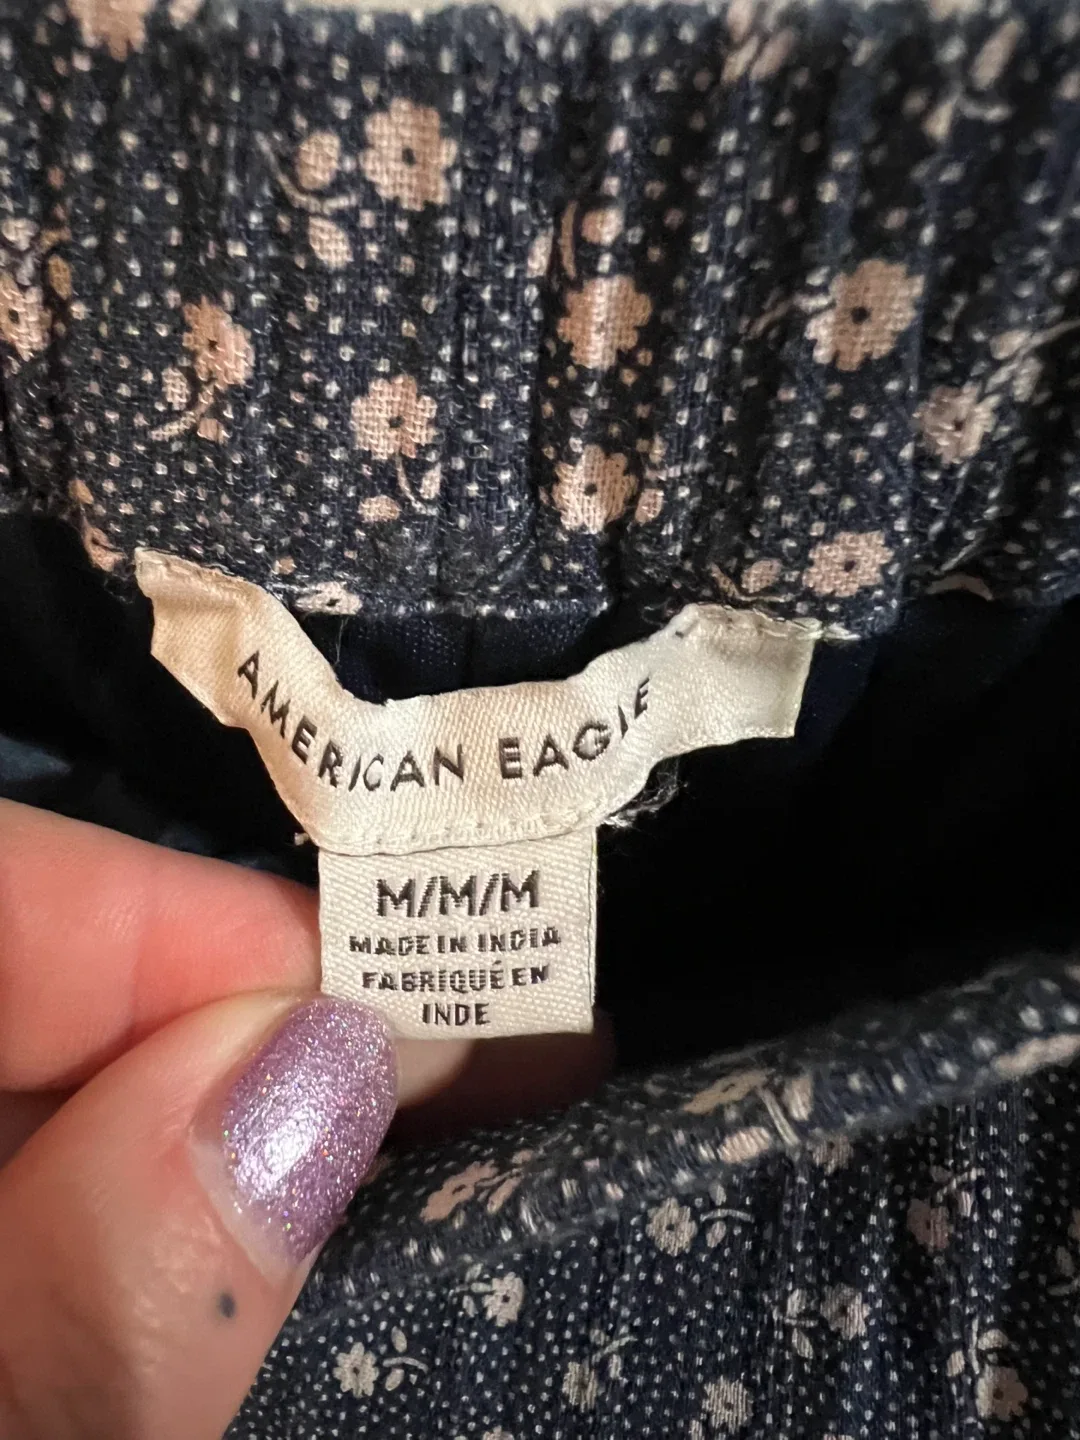 AMERICAN EAGLE
M/M/M
MADE IN INDIA
FABRIQUÉ EN
INDE